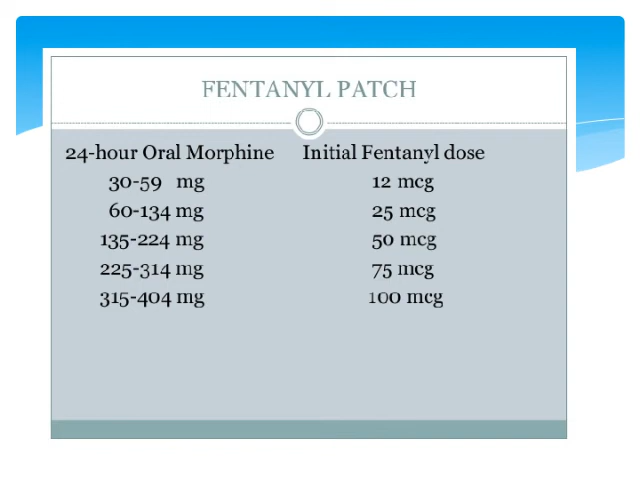 FENTANYL PATCH
24-hour Oral Morphine Initial Fentanyl dose
30-59 mg 12 mcg
60-134 mg 25 mcg
135-224 mg 50 mcg
225-314 mg 75 mcg
315-404 mg 100 mcg